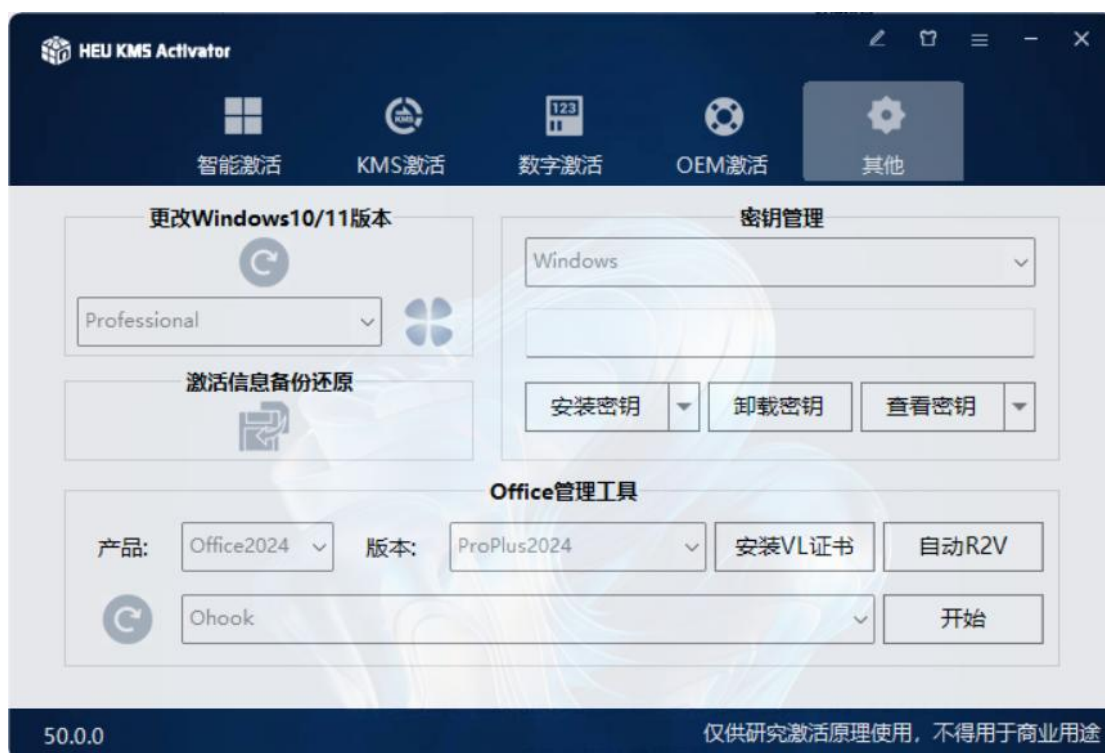 HEU KMS Activator
智能激活
KMS激活
数字激活
OEM激活
其他
更改Windows10/11版本
Professional
激活信息备份还原
密钥管理
Windows
安装密钥
卸载密钥
查看密钥
Office管理工具
产品: Office2024 版本: ProPlus2024 安装VL证书 自动R2V
Ohook 开始
50.0.0
仅供研究激活原理使用，不得用于商业用途